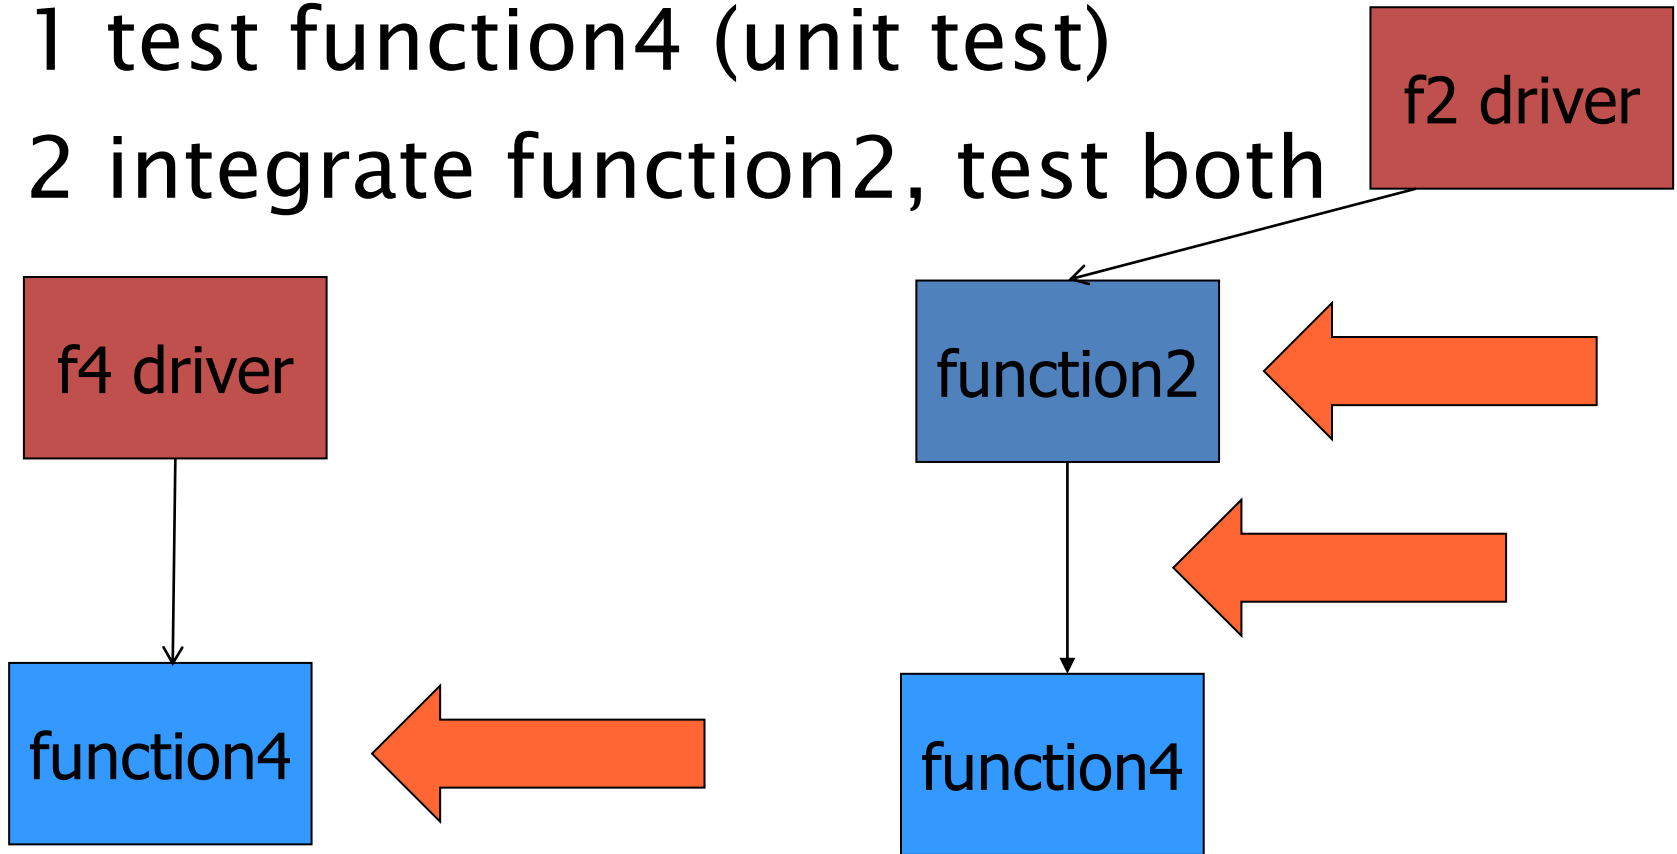 1 test function4 (unit test)
2 integrate function2, test both
f2 driver
f4 driver
function2
function4
function4